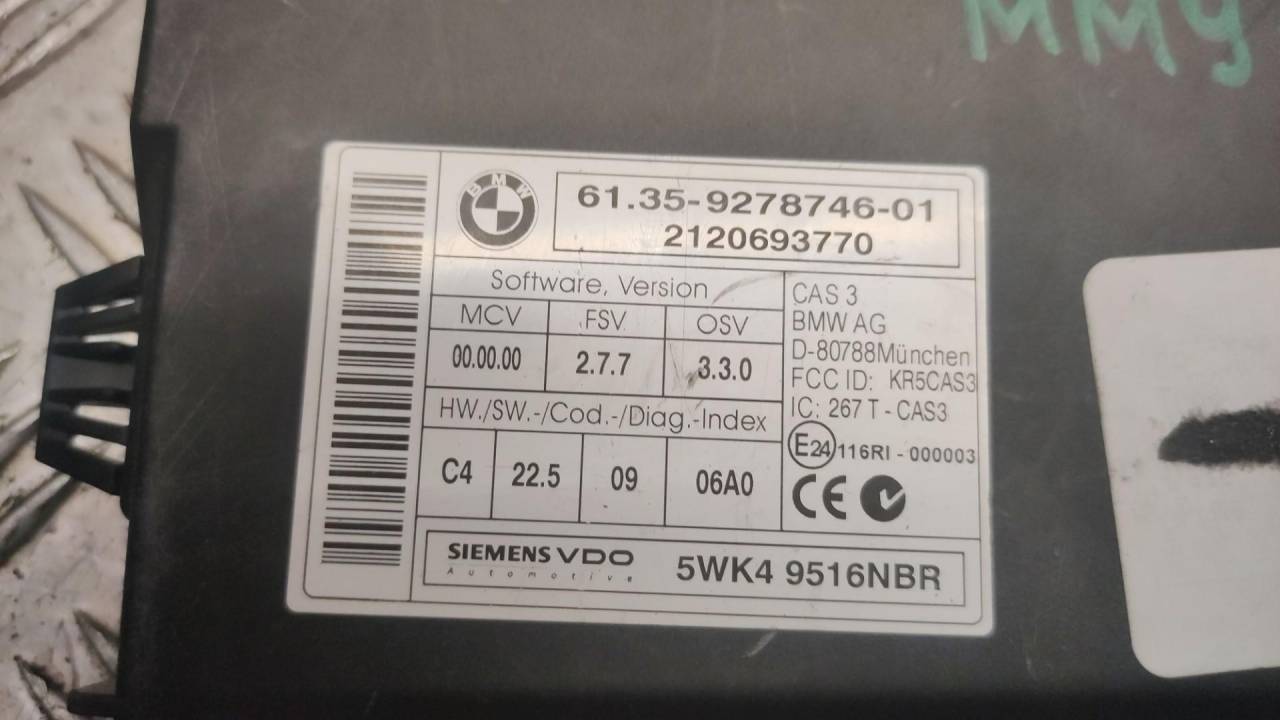 MMY
BMW
61.35-9278746-01
2120693770
Software, Version
MCV FSV OSV
00.00.00 2.7.7 3.3.0
HW./SW.-/Cod.-/Diag.-Index
C4 22.5 09 06A0
CAS 3
BMW AG
D-80788München
FCC ID: KR5CAS3
IC: 267 T - CAS3
E24 116RI - 000003
CE
SIEMENS VDO
Automotive
5WK4 9516NBR